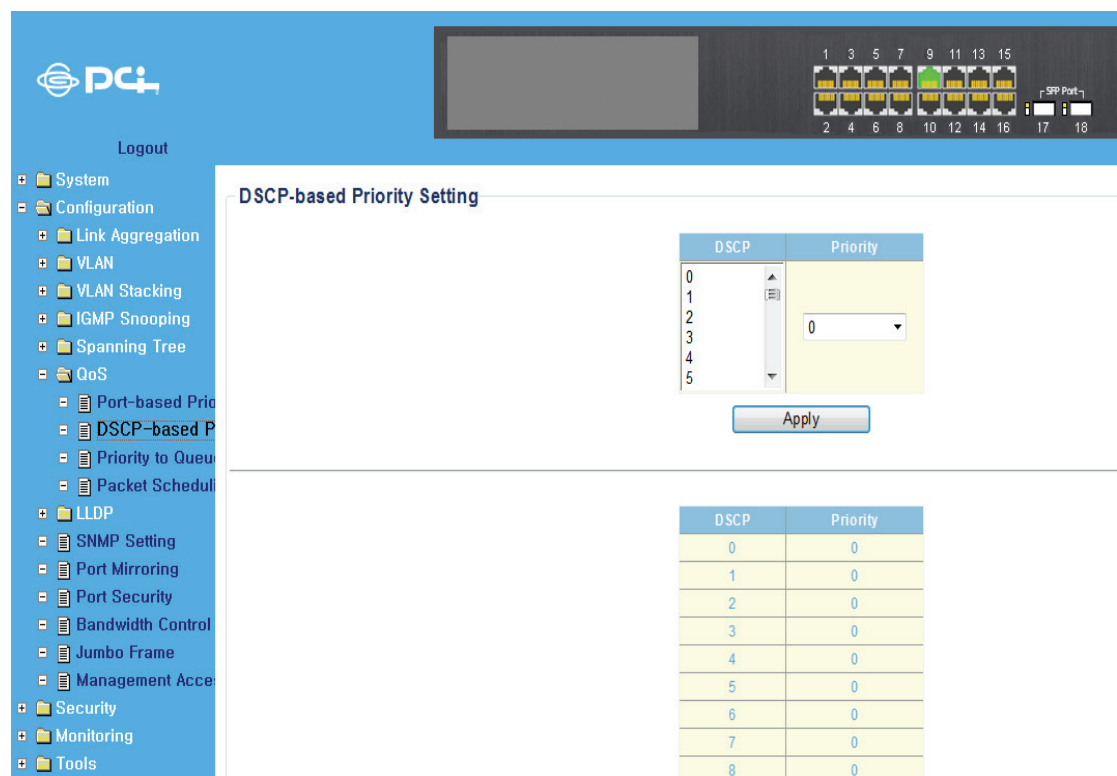 PCi
1 3 5 7 9 11 13 15
SFP Port
2 4 6 8 10 12 14 16 17 18
Logout
System
Configuration
Link Aggregation
VLAN
VLAN Stacking
IGMP Snooping
Spanning Tree
QoS
Port-based Prio
DSCP-based P
Priority to Queu
Packet Scheduli
LLDP
SNMP Setting
Port Mirroring
Port Security
Bandwidth Control
Jumbo Frame
Management Acce
Security
Monitoring
Tools
DSCP-based Priority Setting
DSCP Priority
0
1
2
3
4
5
0
Apply
DSCP Priority
0 0
1 0
2 0
3 0
4 0
5 0
6 0
7 0
8 0